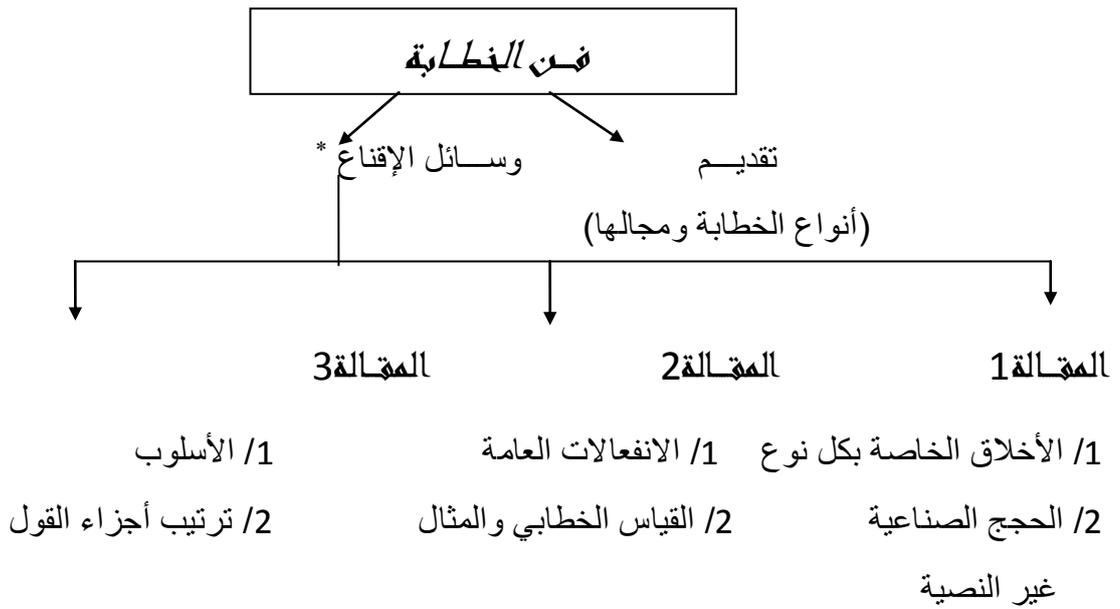 فن الخطابة
تقديم وسائل الإقناع *
(أنواع الخطابة ومجالها)
المقالة1 المقالة2 المقالة3
1/ الأخلاق الخاصة بكل نوع 1/ الانفعالات العامة 1/ الأسلوب
2/ الحجج الصناعية 2/ القياس الخطابي والمثال 2/ ترتيب أجزاء القول
غير النصية